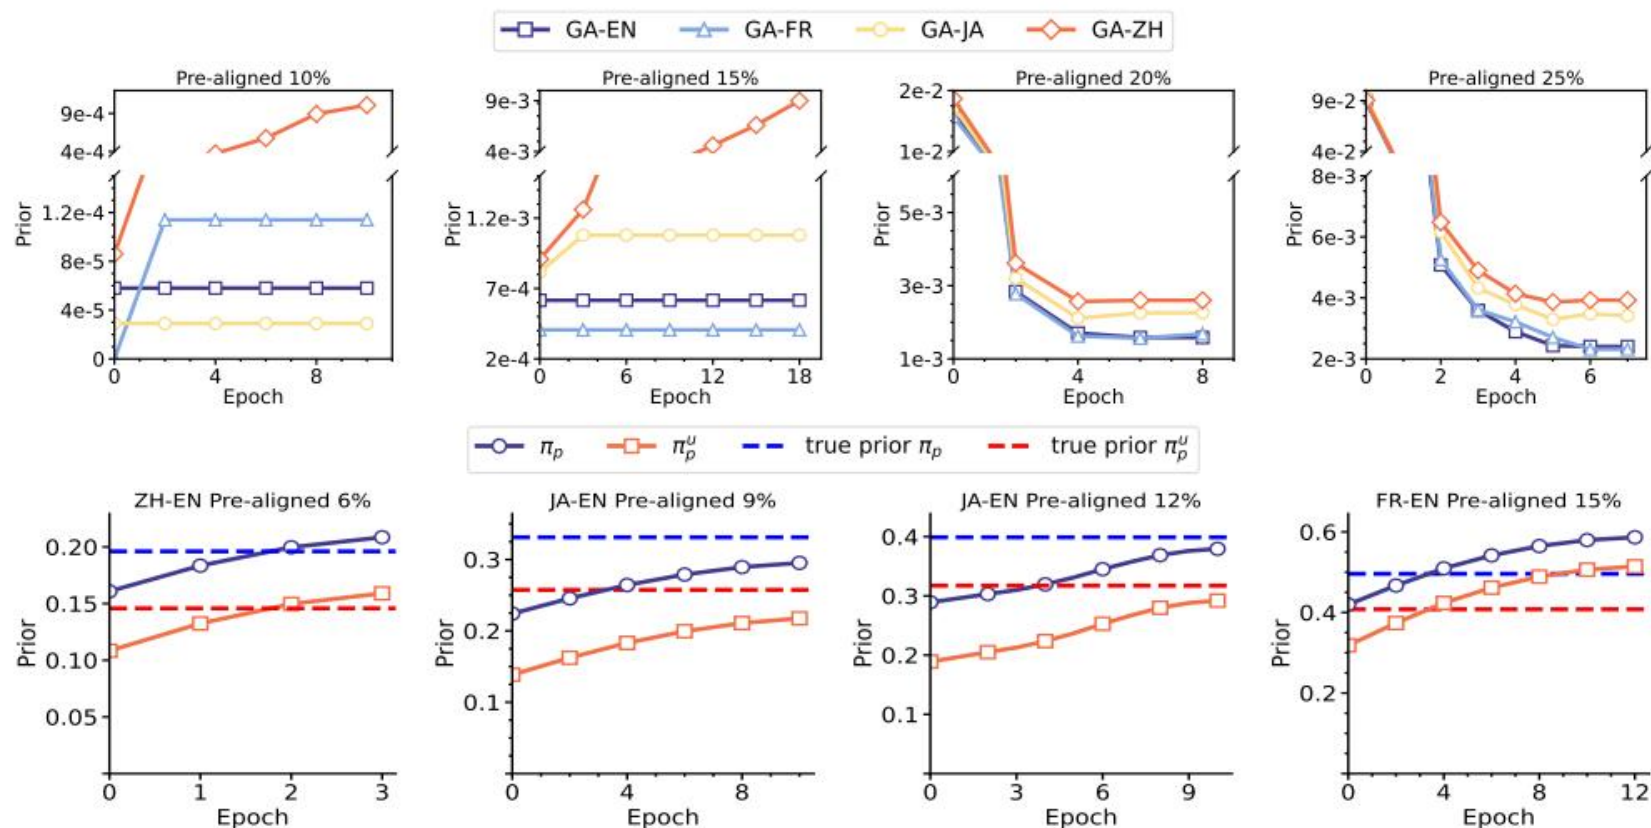 GA-EN GA-FR GA-JA GA-ZH
Pre-aligned 10%
9e-4
4e-4
1.2e-4
8e-5
4e-5
0
Prior
0 4 8
Epoch
Pre-aligned 15%
9e-3
4e-3
1.2e-3
7e-4
2e-4
Prior
0 6 12 18
Epoch
Pre-aligned 20%
2e-2
1e-2
5e-3
3e-3
1e-3
Prior
0 4 8
Epoch
Pre-aligned 25%
9e-2
4e-2
8e-3
6e-3
4e-3
2e-3
Prior
0 2 4 6
Epoch
π_p π_p^u true prior π_p true prior π_p^u
ZH-EN Pre-aligned 6%
0.20
0.15
0.10
0.05
Prior
0 1 2 3
Epoch
JA-EN Pre-aligned 9%
0.3
0.2
0.1
Prior
0 4 8
Epoch
JA-EN Pre-aligned 12%
0.4
0.3
0.2
0.1
Prior
0 3 6 9
Epoch
FR-EN Pre-aligned 15%
0.6
0.4
0.2
Prior
0 2 4 6 8 10 12
Epoch